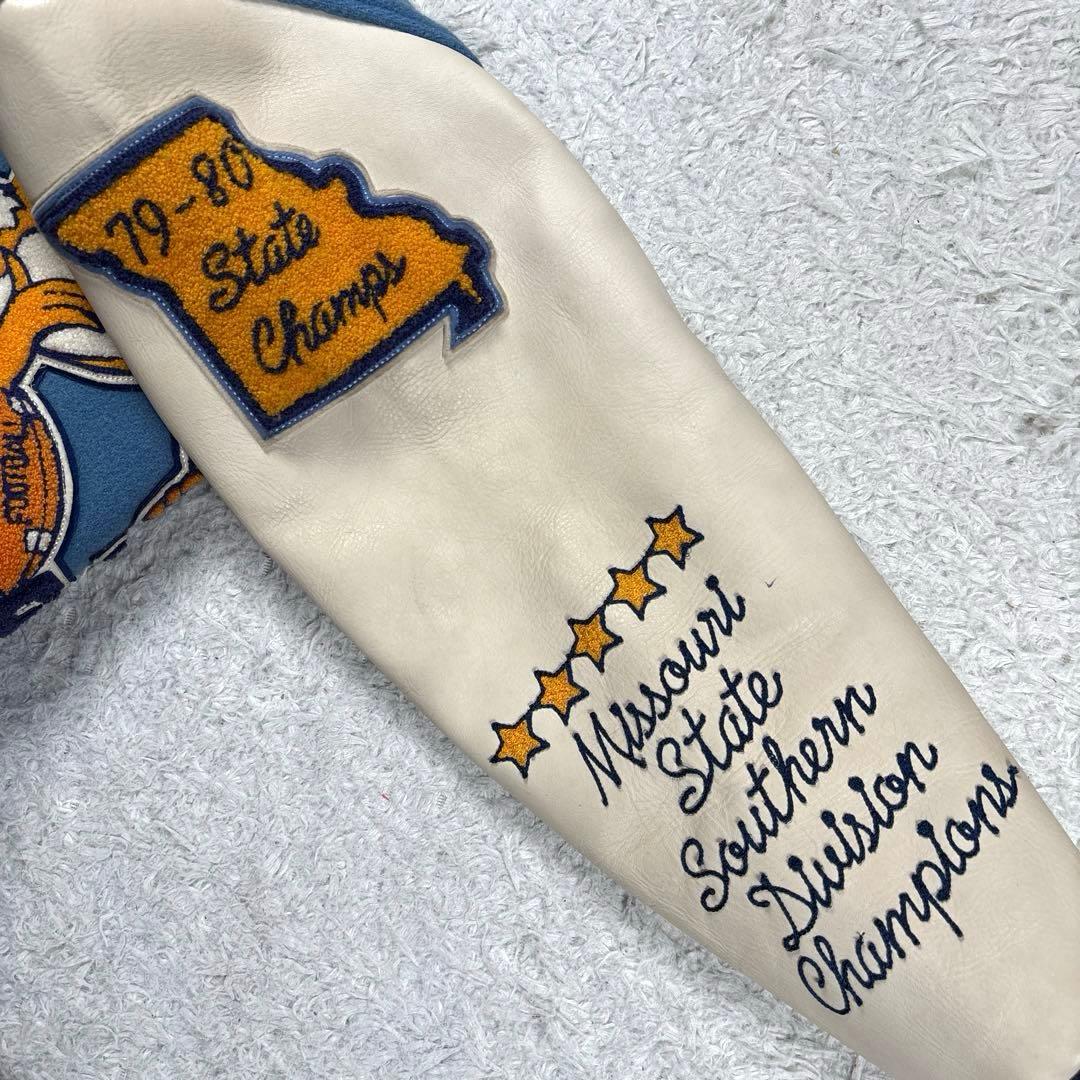 79-80
State
Champs
Missouri
State
Southern
Division
Champions